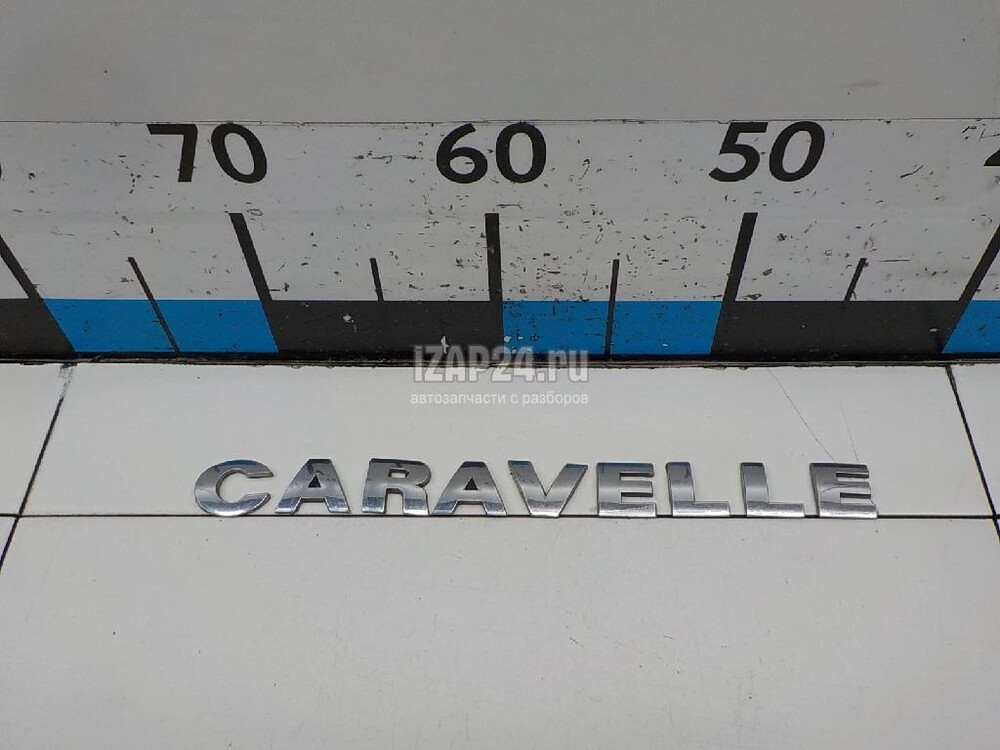 70 60 50
IZAP24.ru
автозапчасти с разборов
CARAVELLE